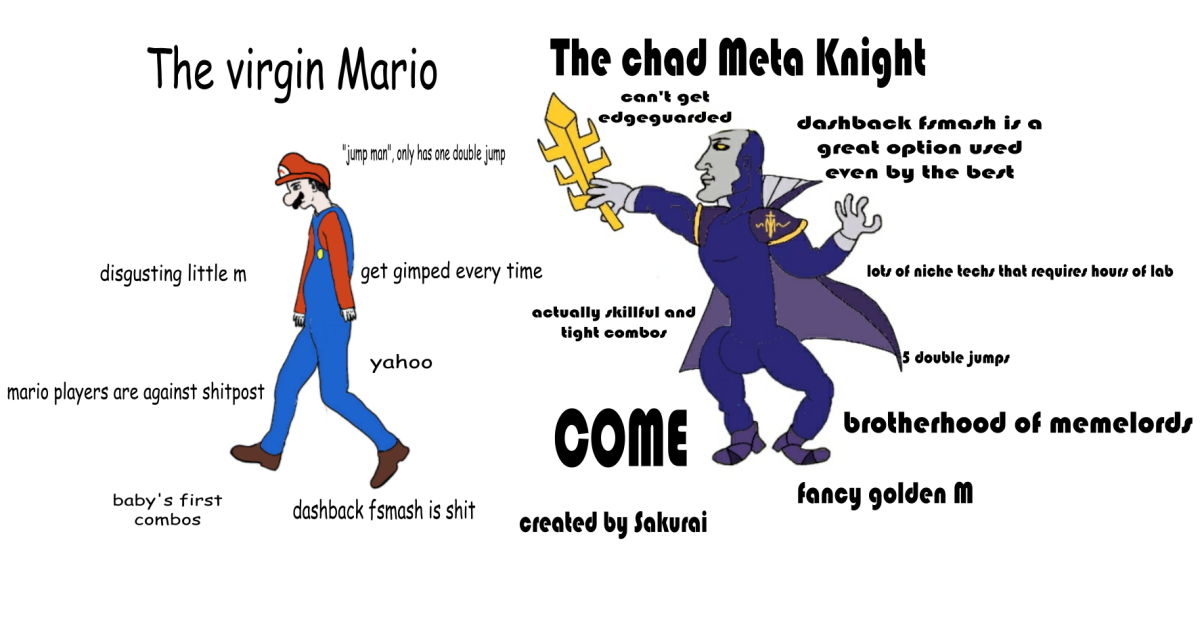 The virgin Mario
"jump man", only has one double jump
disgusting little m
get gimped every time
yahoo
mario players are against shitpost
baby's first
combos
dashback fsmash is shit
The chad Meta Knight
can't get
edgeguarded
dashback fsmash is a
great option used
even by the best
lots of niche techs that requires hours of lab
actually skillful and
tight combos
5 double jumps
COME
brotherhood of memelords
fancy golden M
created by Sakurai
M
M